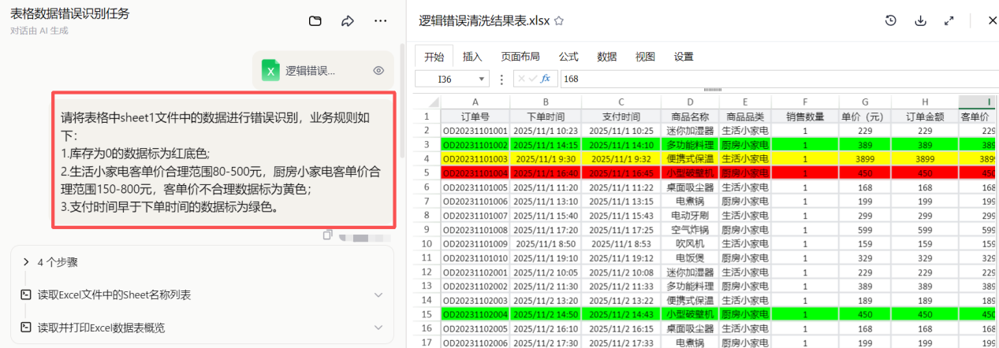 表格数据错误识别任务
对话由 AI 生成
逻辑错误...
请将表格中sheet1文件中的数据进行错误识别，业务规则如
下：
1.库存为0的数据标为红底色;
2.生活小家电客单价合理范围80-500元，厨房小家电客单价合
理范围150-800元，客单价不合理数据标为黄色；
3.支付时间早于下单时间的数据标为绿色。
4 个步骤
读取Excel文件中的Sheet名称列表
读取并打印Excel数据表概览
逻辑错误清洗结果表.xlsx
开始 插入 页面布局 公式 数据 视图 设置
I36 fx 168
A B C D E F G H I
1 订单号 下单时间 支付时间 商品名称 商品品类 销售数量 单价（元） 订单金额 客单价
2 OD20231101001 2025/11/1 10:23 2025/11/1 10:25 迷你加湿器 生活小家电 1 229 229 229
3 OD20231101002 2025/11/1 14:15 2025/11/1 14:10 多功能料理 厨房小家电 1 389 389 389
4 OD20231101003 2025/11/1 9:30 2025/11/1 9:32 便携式保温 生活小家电 1 3899 3899 3899
5 OD20231101004 2025/11/1 16:40 2025/11/1 16:45 小型破壁机 厨房小家电 1 450 450 450
6 OD20231101005 2025/11/1 11:20 2025/11/1 11:22 桌面吸尘器 生活小家电 1 168 168 168
7 OD20231101006 2025/11/1 13:10 2025/11/1 13:15 电煮锅 厨房小家电 1 199 199 199
8 OD20231101007 2025/11/1 15:40 2025/11/1 15:43 电动牙刷 生活小家电 1 299 299 299
9 OD20231101008 2025/11/1 17:20 2025/11/1 17:25 空气炸锅 厨房小家电 1 599 599 599
10 OD20231101009 2025/11/1 8:50 2025/11/1 8:53 吹风机 生活小家电 1 159 159 159
11 OD20231101010 2025/11/1 19:10 2025/11/1 19:12 电饭煲 厨房小家电 1 329 329 329
12 OD20231102001 2025/11/2 10:05 2025/11/2 10:08 迷你加湿器 生活小家电 1 229 229 229
13 OD20231102002 2025/11/2 11:30 2025/11/2 11:33 多功能料理 厨房小家电 1 389 389 389
14 OD20231102003 2025/11/2 13:20 2025/11/2 13:22 便携式保温 生活小家电 1 189 189 189
15 OD20231102004 2025/11/2 14:50 2025/11/2 14:43 小型破壁机 厨房小家电 1 450 450 450
16 OD20231102005 2025/11/2 16:10 2025/11/2 16:15 桌面吸尘器 生活小家电 1 168 168 168
17 OD20231102006 2025/11/2 17:30 2025/11/2 17:33 电煮锅 厨房小家电 1 199 199 199